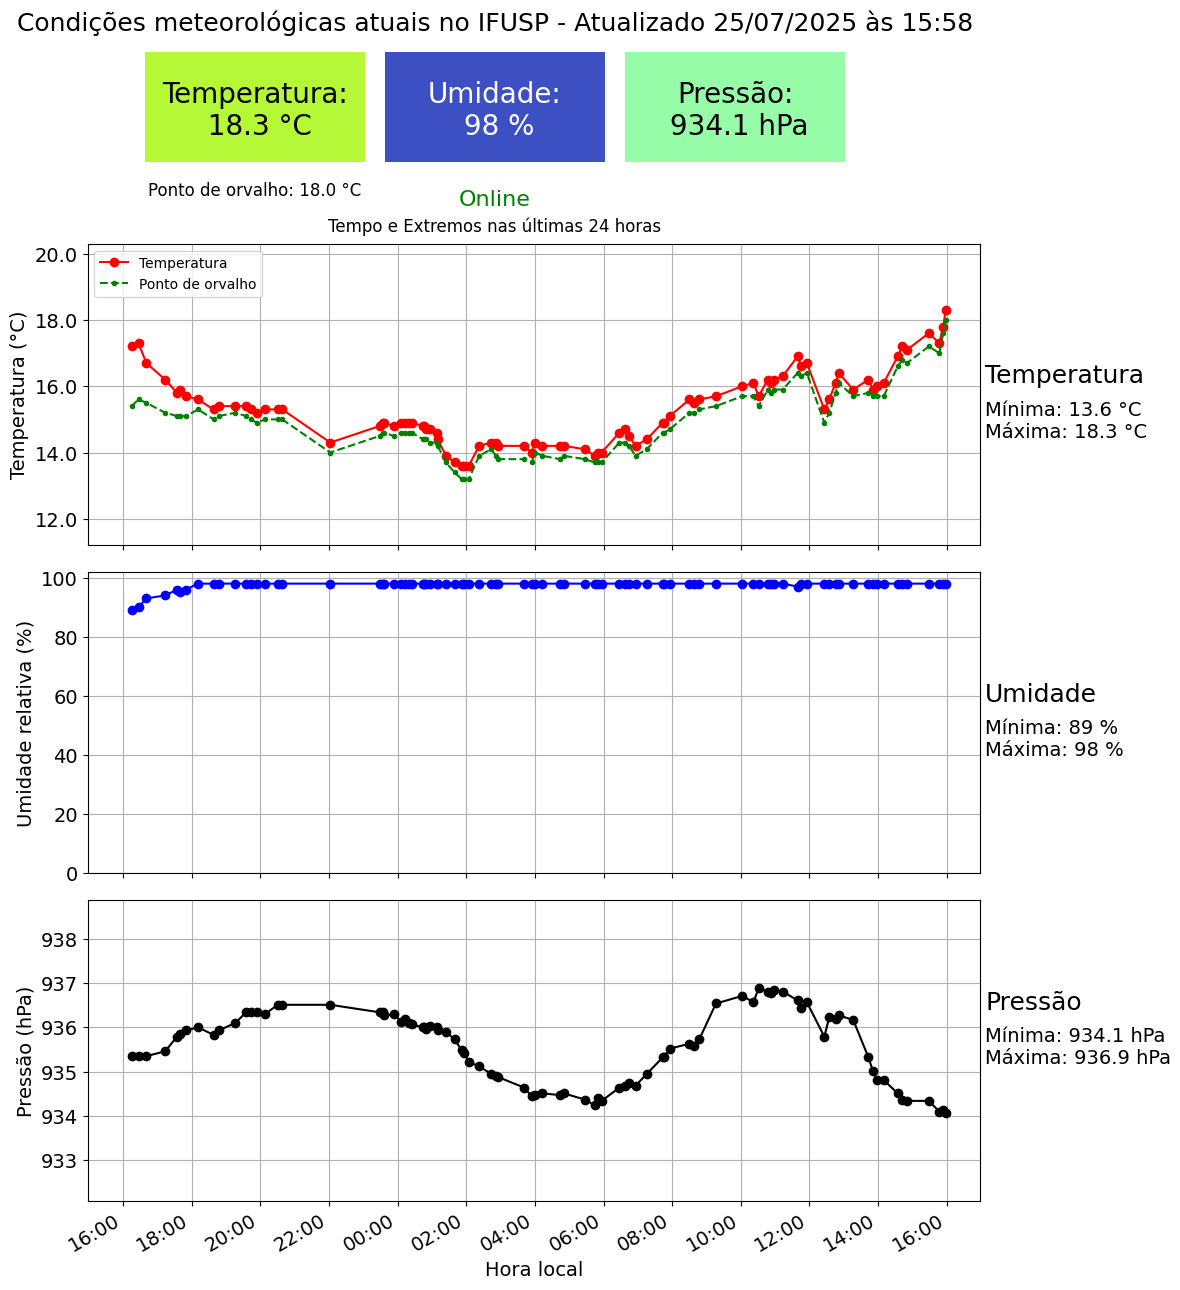 Condições meteorológicas atuais no IFUSP - Atualizado 25/07/2025 às 15:58
Temperatura:
18.3 °C
Umidade:
98 %
Pressão:
934.1 hPa
Ponto de orvalho: 18.0 °C
Online
Tempo e Extremos nas últimas 24 horas
Temperatura
Ponto de orvalho
Temperatura (°C)
20.0
18.0
16.0
14.0
12.0
Temperatura
Mínima: 13.6 °C
Máxima: 18.3 °C
Umidade relativa (%)
100
80
60
40
20
0
Umidade
Mínima: 89 %
Máxima: 98 %
Pressão (hPa)
938
937
936
935
934
933
Pressão
Mínima: 934.1 hPa
Máxima: 936.9 hPa
16:00
18:00
20:00
22:00
00:00
02:00
04:00
06:00
08:00
10:00
12:00
14:00
16:00
Hora local